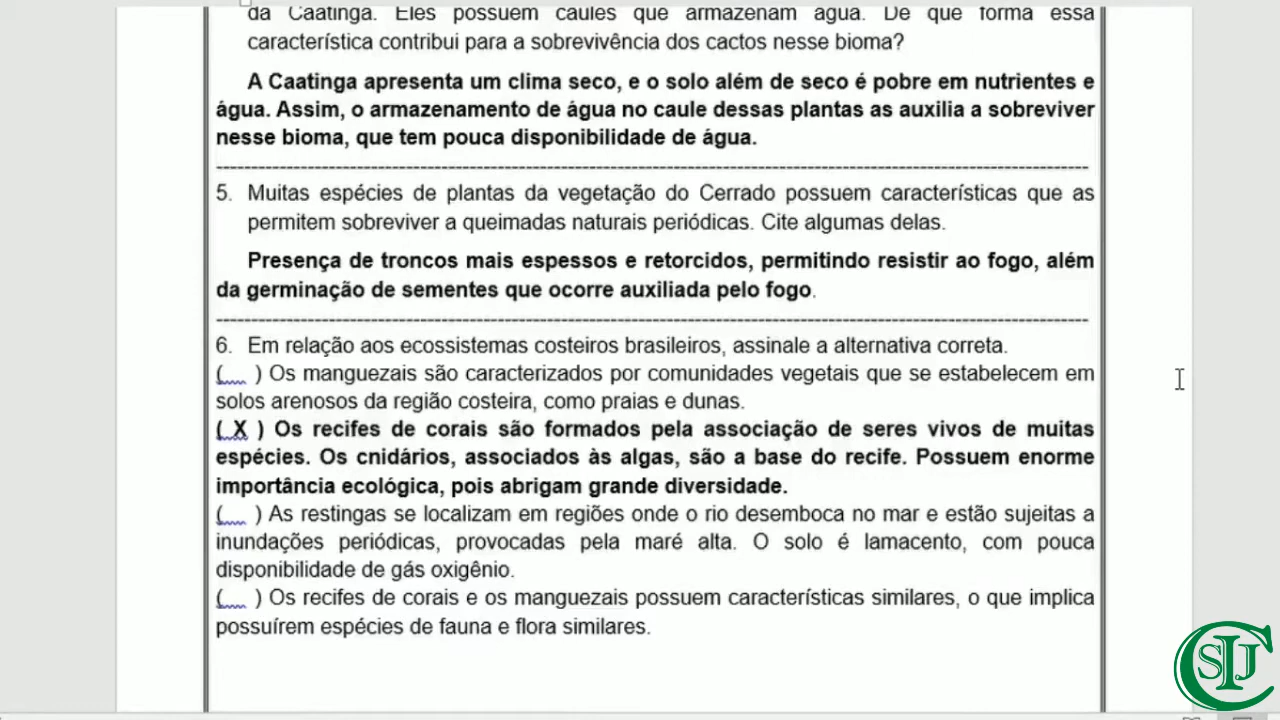 da Caatinga. Eles possuem caules que armazenam água. De que forma essa
característica contribui para a sobrevivência dos cactos nesse bioma?
A Caatinga apresenta um clima seco, e o solo além de seco é pobre em nutrientes e
água. Assim, o armazenamento de água no caule dessas plantas as auxilia a sobreviver
nesse bioma, que tem pouca disponibilidade de água.
5. Muitas espécies de plantas da vegetação do Cerrado possuem características que as
permitem sobreviver a queimadas naturais periódicas. Cite algumas delas.
Presença de troncos mais espessos e retorcidos, permitindo resistir ao fogo, além
da germinação de sementes que ocorre auxiliada pelo fogo.
6. Em relação aos ecossistemas costeiros brasileiros, assinale a alternativa correta.
( ) Os manguezais são caracterizados por comunidades vegetais que se estabelecem em
solos arenosos da região costeira, como praias e dunas.
( X ) Os recifes de corais são formados pela associação de seres vivos de muitas
espécies. Os cnidários, associados às algas, são a base do recife. Possuem enorme
importância ecológica, pois abrigam grande diversidade.
( ) As restingas se localizam em regiões onde o rio desemboca no mar e estão sujeitas a
inundações periódicas, provocadas pela maré alta. O solo é lamacento, com pouca
disponibilidade de gás oxigênio.
( ) Os recifes de corais e os manguezais possuem características similares, o que implica
possuírem espécies de fauna e flora similares.
CSIJ